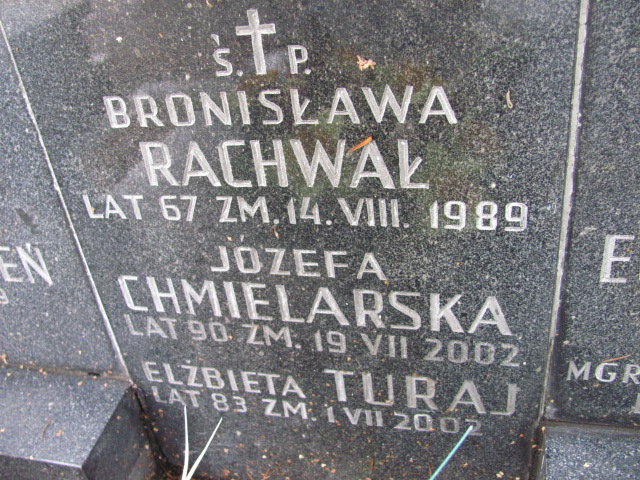 Ś. P.
BRONISŁAWA
RACHWAŁ
LAT 67 ZM. 14. VIII. 1989
JÓZEFA
CHMIELARSKA
LAT 90 ZM. 19 VII 2002
ELŻBIETA TURAJ
LAT 83 ZM. I VII 2002
MGR